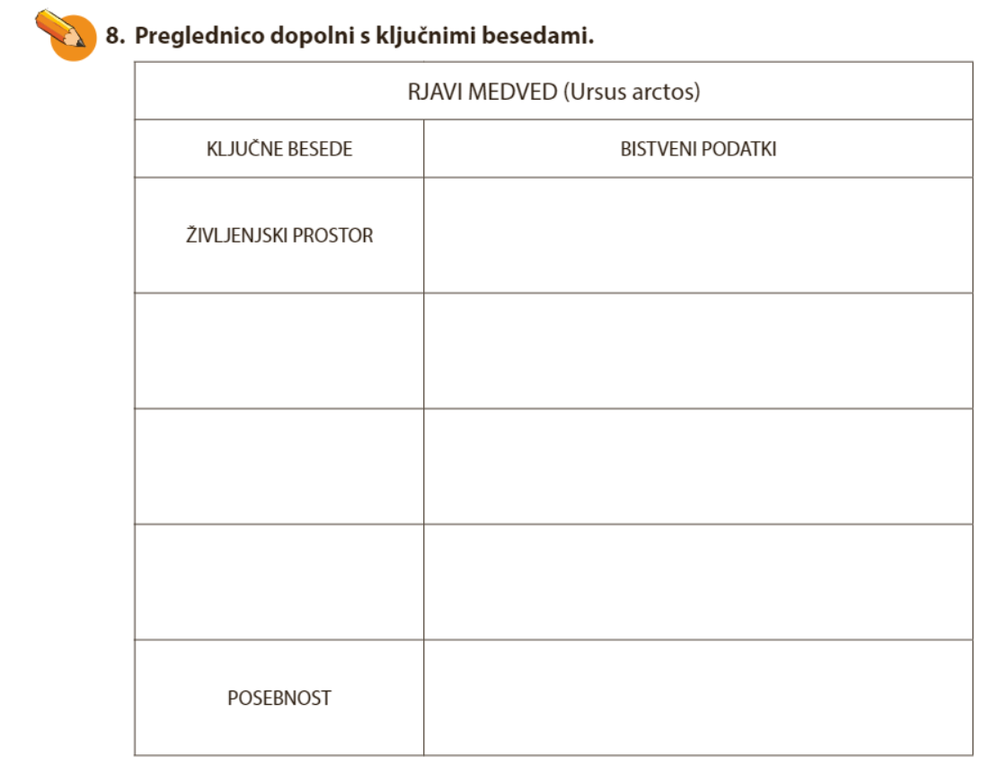 8. Preglednico dopolni s ključnimi besedami.
RJAVI MEDVED (Ursus arctos)
KLJUČNE BESEDE
BISTVENI PODATKI
ŽIVLJENJSKI PROSTOR
POSEBNOST